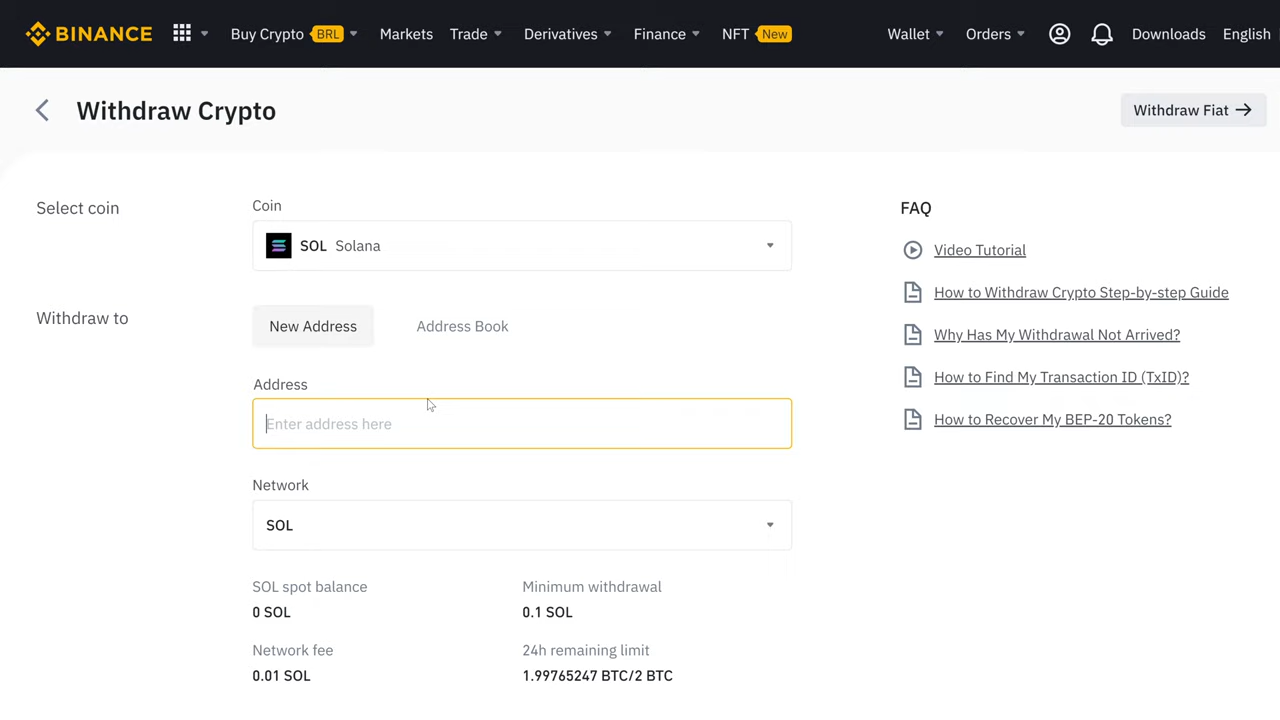 BINANCE Buy Crypto BRL Markets Trade Derivatives Finance NFT New Wallet Orders Downloads English
Withdraw Crypto
Withdraw Fiat →
Select coin
Coin
SOL Solana
Withdraw to
New Address Address Book
Address
Enter address here
Network
SOL
SOL spot balance
0 SOL
Minimum withdrawal
0.1 SOL
Network fee
0.01 SOL
24h remaining limit
1.99765247 BTC/2 BTC
FAQ
Video Tutorial
How to Withdraw Crypto Step-by-step Guide
Why Has My Withdrawal Not Arrived?
How to Find My Transaction ID (TxID)?
How to Recover My BEP-20 Tokens?